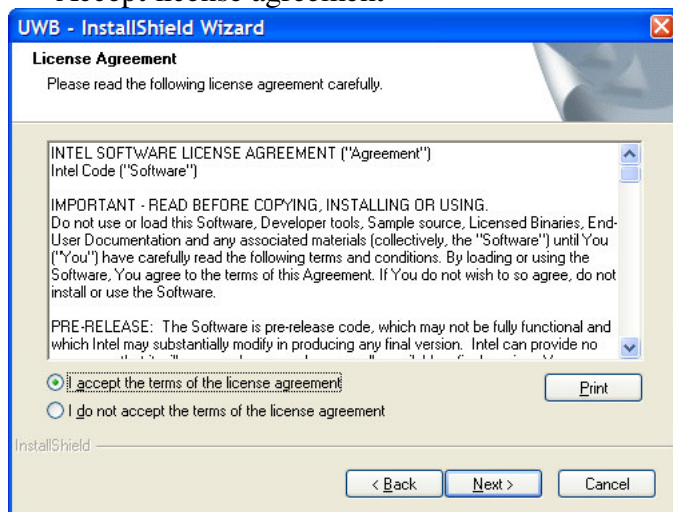 Accept license agreement
UWB - InstallShield Wizard
License Agreement
Please read the following license agreement carefully.
INTEL SOFTWARE LICENSE AGREEMENT ("Agreement")
Intel Code ("Software")
IMPORTANT - READ BEFORE COPYING, INSTALLING OR USING.
Do not use or load this Software, Developer tools, Sample source, Licensed Binaries, End-
User Documentation and any associated materials (collectively, the "Software") until You
("You") have carefully read the following terms and conditions. By loading or using the
Software, You agree to the terms of this Agreement. If You do not wish to so agree, do not
install or use the Software.
PRE-RELEASE: The Software is pre-release code, which may not be fully functional and
which Intel may substantially modify in producing any final version. Intel can provide no
I accept the terms of the license agreement
Print
I do not accept the terms of the license agreement
InstallShield
< Back Next > Cancel